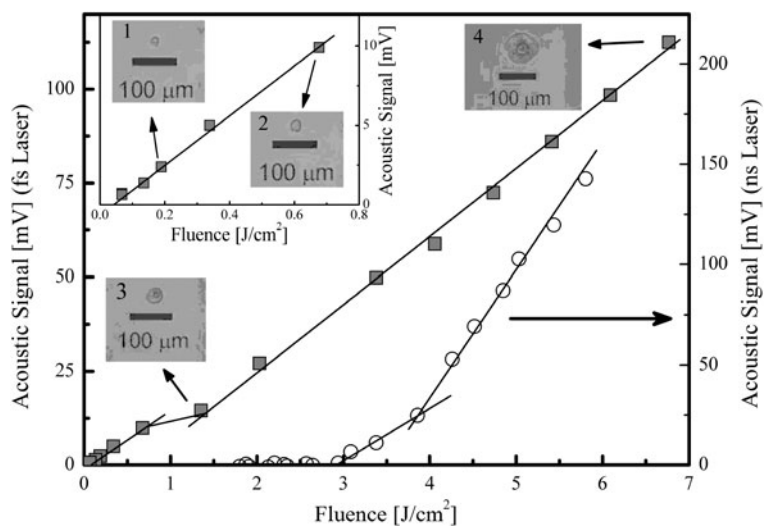 1
100 μm
2
100 μm
10
5
0
Acoustic Signal [mV]
0.0 0.2 0.4 0.6 0.8
Fluence [J/cm²]
4
100 μm
3
100 μm
100
75
50
25
0
Acoustic Signal [mV] (fs Laser)
200
150
100
50
0
Acoustic Signal [mV] (ns Laser)
0 1 2 3 4 5 6 7
Fluence [J/cm²]